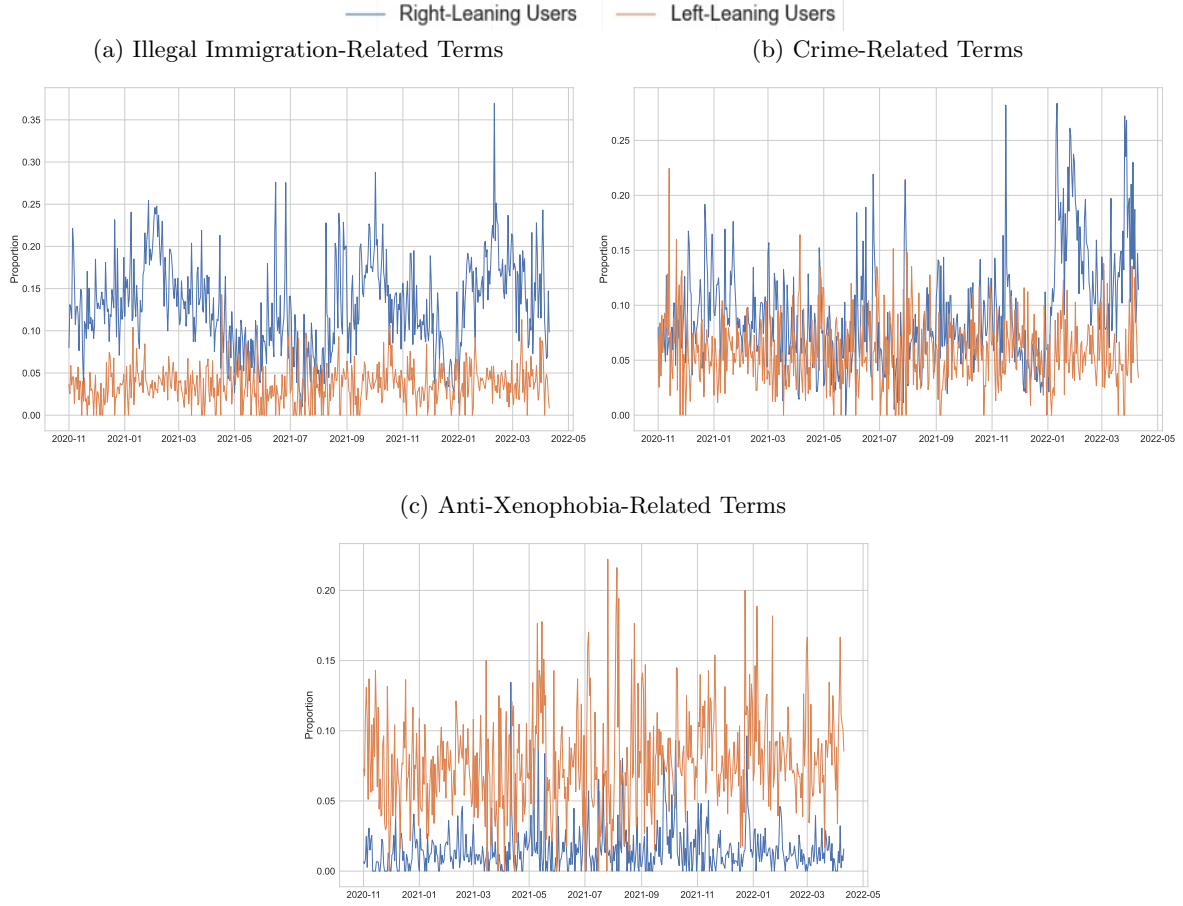 Right-Leaning Users Left-Leaning Users
(a) Illegal Immigration-Related Terms
(b) Crime-Related Terms
Proportion
0.35
0.30
0.25
0.20
0.15
0.10
0.05
0.00
2020-11 2021-01 2021-03 2021-05 2021-07 2021-09 2021-11 2022-01 2022-03 2022-05
Proportion
0.25
0.20
0.15
0.10
0.05
0.00
2020-11 2021-01 2021-03 2021-05 2021-07 2021-09 2021-11 2022-01 2022-03 2022-05
(c) Anti-Xenophobia-Related Terms
Proportion
0.20
0.15
0.10
0.05
0.00
2020-11 2021-01 2021-03 2021-05 2021-07 2021-09 2021-11 2022-01 2022-03 2022-05